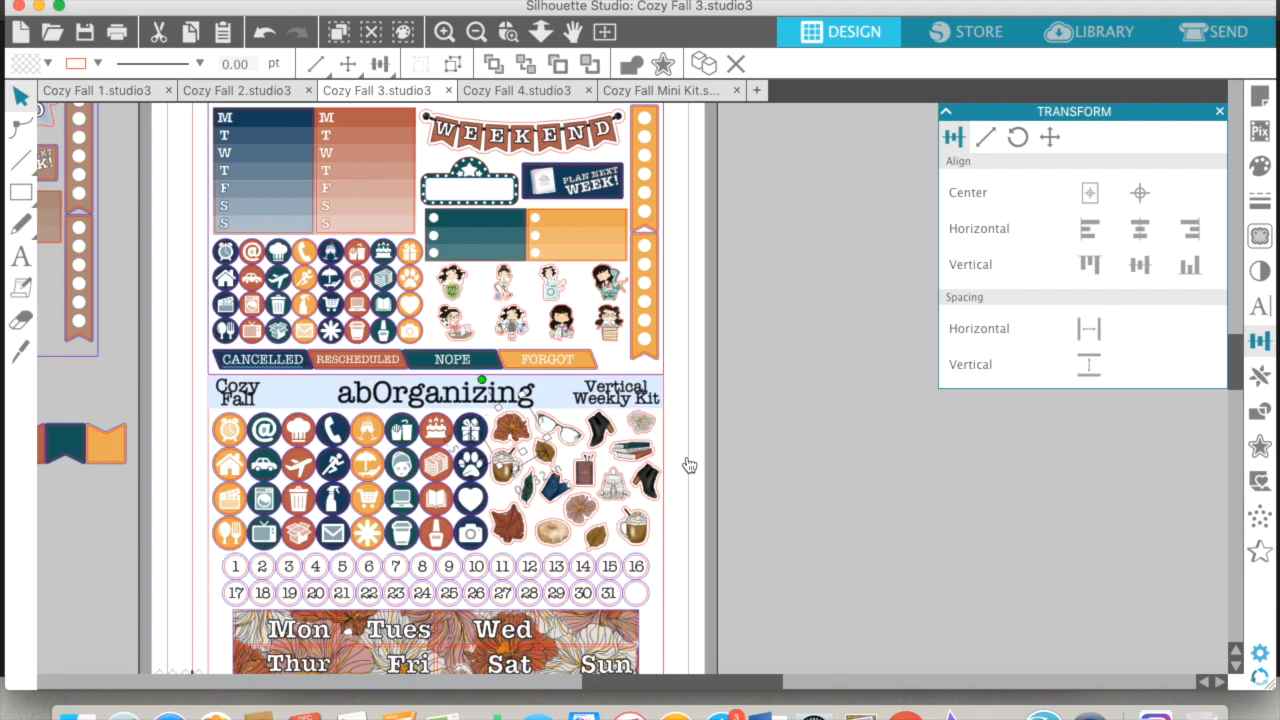 Silhouette Studio: Cozy Fall 3.studio3
DESIGN
STORE
LIBRARY
SEND
0.00 pt
Cozy Fall 1.studio3 ×
Cozy Fall 2.studio3 ×
Cozy Fall 3.studio3 ×
Cozy Fall 4.studio3 ×
Cozy Fall Mini Kit.s... ×
+
TRANSFORM
Align
Center
Horizontal
Vertical
Spacing
Horizontal
Vertical
M M
T T
W W
T T
F F
S S
S S
WEEKEND
PLAN NEXT
WEEK!
CANCELLED
RESCHEDULED
NOPE
FORGOT
Cozy
Fall
abOrganizing
Vertical
Weekly Kit
1 2 3 4 5 6 7 8 9 10 11 12 13 14 15 16
17 18 19 20 21 22 23 24 25 26 27 28 29 30 31
Mon Tues Wed
Thur Fri Sat Sun
Pix
A
A
3